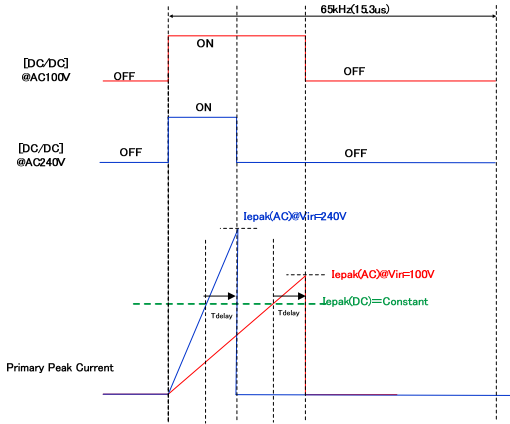 65kHz(15.3us)
ON
[DC/DC]
@AC100V
OFF
OFF
ON
[DC/DC]
@AC240V
OFF
OFF
Iepak(AC)@Vin=240V
Iepak(AC)@Vin=100V
Iepak(DC)=Constant
Tdelay
Tdelay
Primary Peak Current